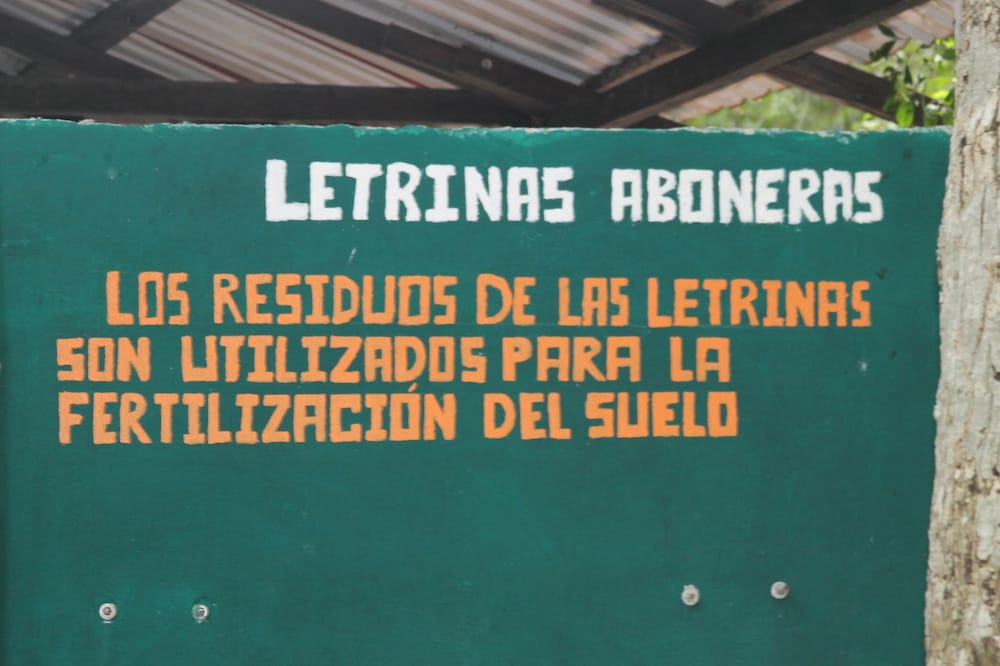 LETRINAS ABONERAS
LOS RESIDUOS DE LAS LETRINAS
SON UTILIZADOS PARA LA
FERTILIZACIÓN DEL SUELO